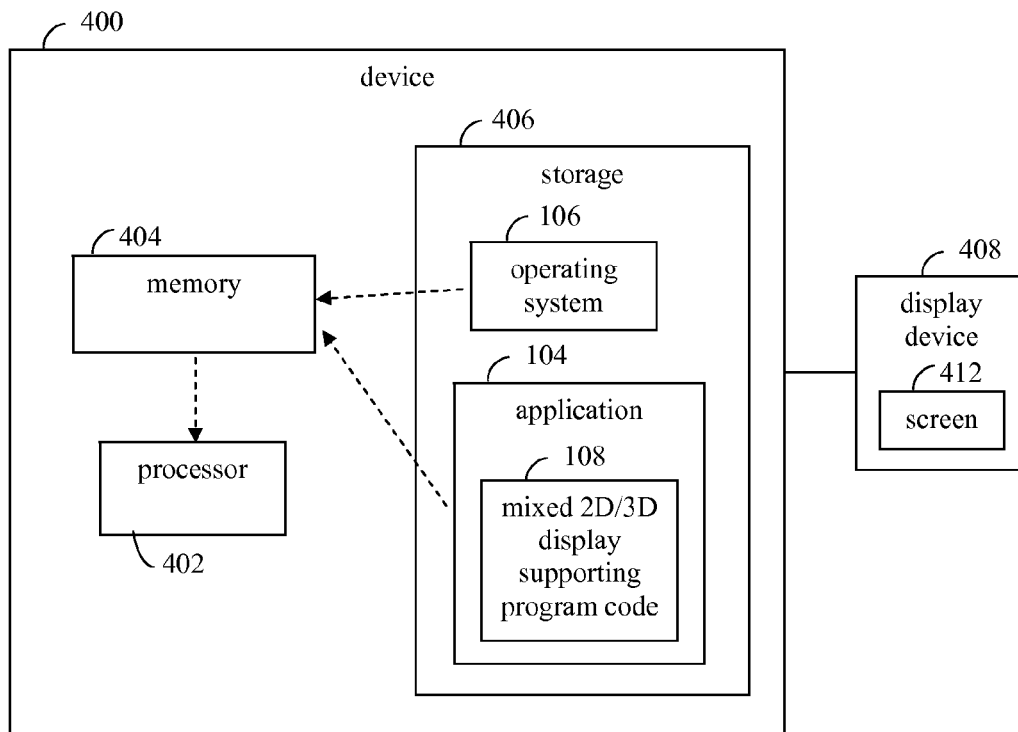 400
device
406
storage
106
operating
system
404
memory
408
display
device
412
screen
104
application
108
mixed 2D/3D
display
supporting
program code
processor
402